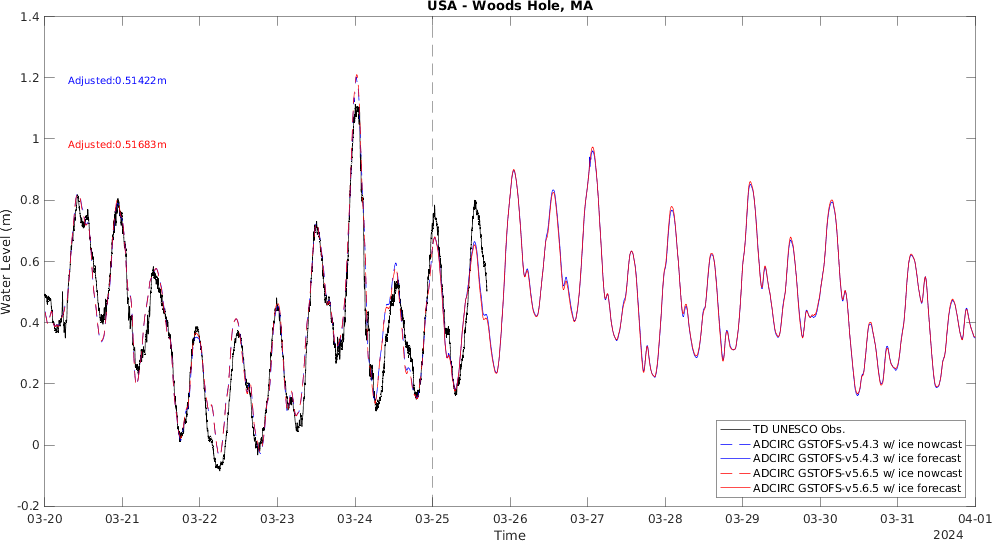 USA - Woods Hole, MA
1.4
1.2
1
0.8
0.6
0.4
0.2
0
-0.2
Water Level (m)
Adjusted:0.51422m
Adjusted:0.51683m
TD UNESCO Obs.
ADCIRC GSTOFS-v5.4.3 w/ ice nowcast
ADCIRC GSTOFS-v5.4.3 w/ ice forecast
ADCIRC GSTOFS-v5.6.5 w/ ice nowcast
ADCIRC GSTOFS-v5.6.5 w/ ice forecast
03-20 03-21 03-22 03-23 03-24 03-25 03-26 03-27 03-28 03-29 03-30 03-31 04-01
Time
2024